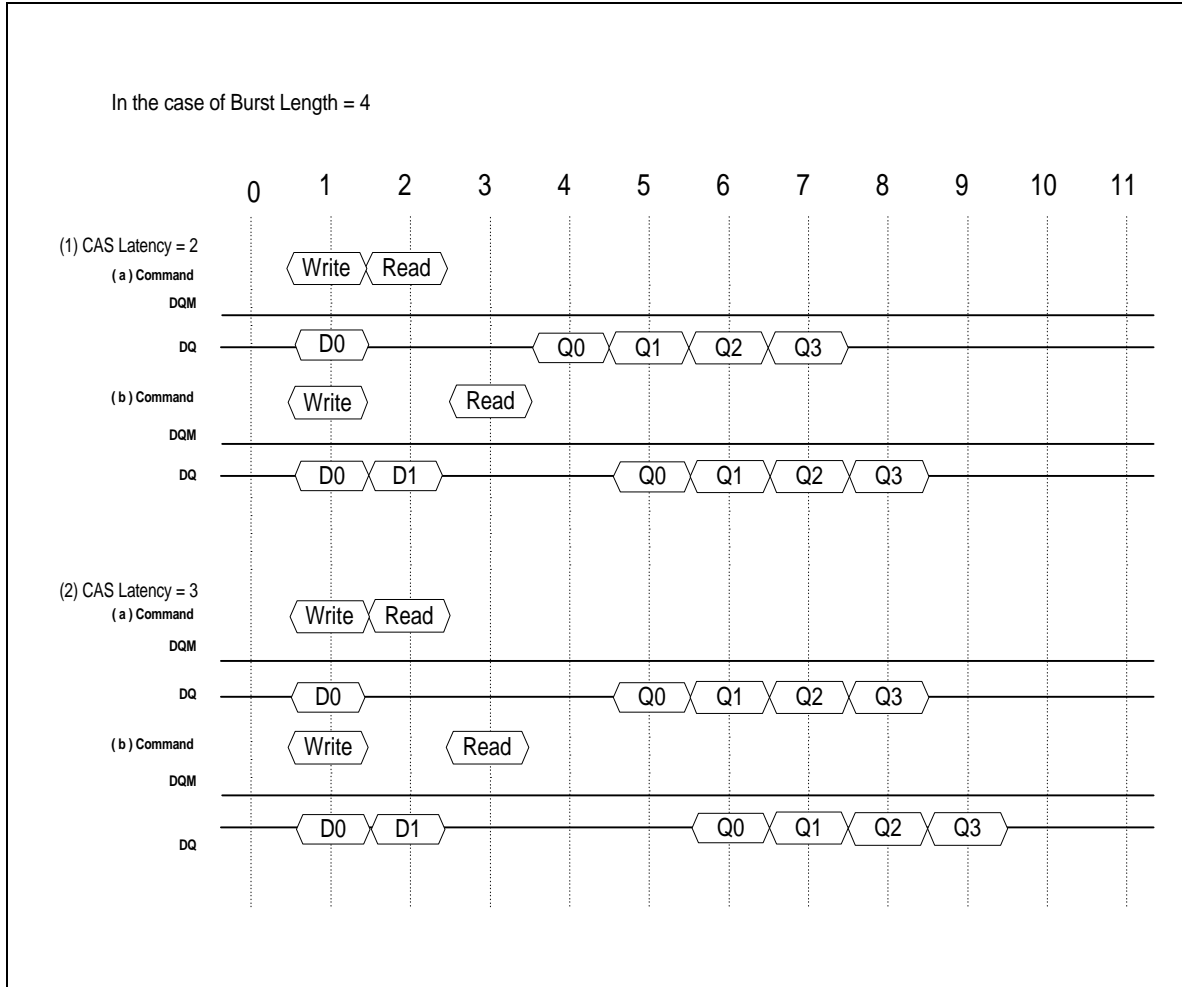 In the case of Burst Length = 4
0 1 2 3 4 5 6 7 8 9 10 11
(1) CAS Latency = 2
( a ) Command Write Read
DQM
DQ D0 Q0 Q1 Q2 Q3
( b ) Command Write Read
DQM
DQ D0 D1 Q0 Q1 Q2 Q3
(2) CAS Latency = 3
( a ) Command Write Read
DQM
DQ D0 Q0 Q1 Q2 Q3
( b ) Command Write Read
DQM
DQ D0 D1 Q0 Q1 Q2 Q3